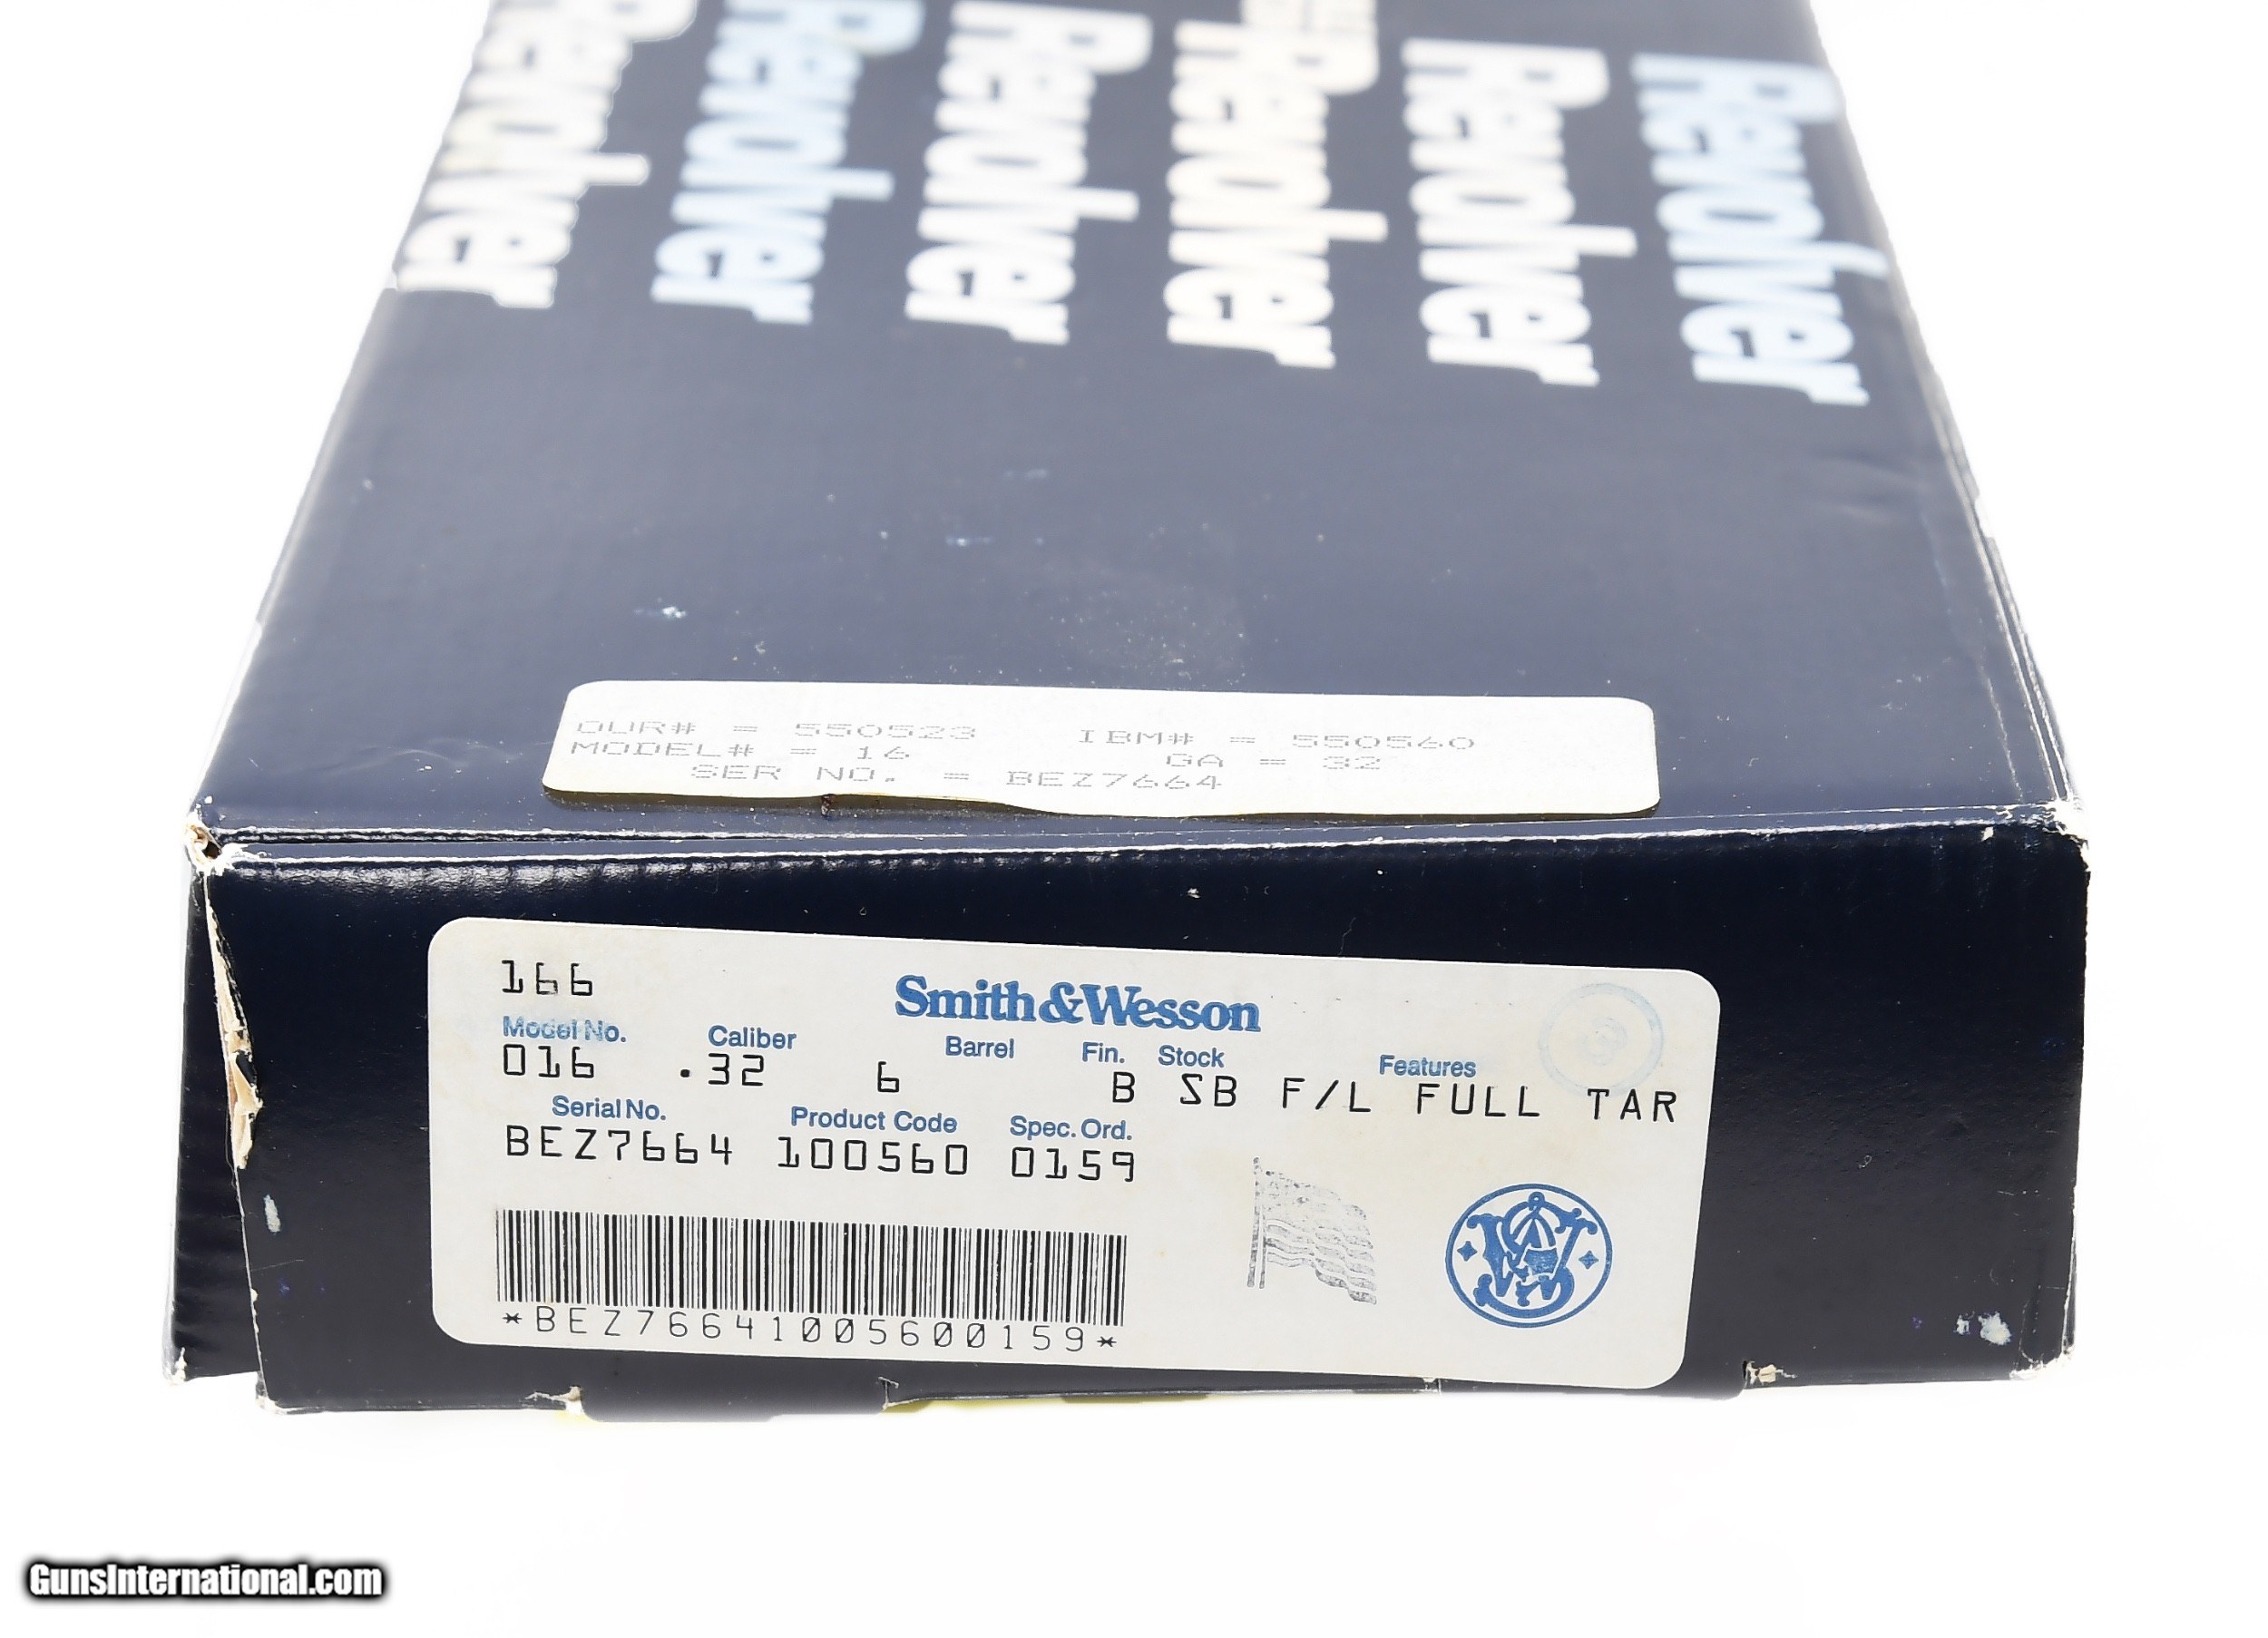 Revolver Revolver Revolver Revolver Revolver Revolver
OUR# = 550523 IBM# = 550560
MODEL# = 16 GA = 32
SER NO. = BEZ7664
166
Smith & Wesson
Model No. Caliber Barrel Fin. Stock Features
016 .32 6 B SB F/L FULL TAR
Serial No. Product Code Spec. Ord.
BEZ7664 100560 0159
*BEZ76641005600159*
GunsInternational.com